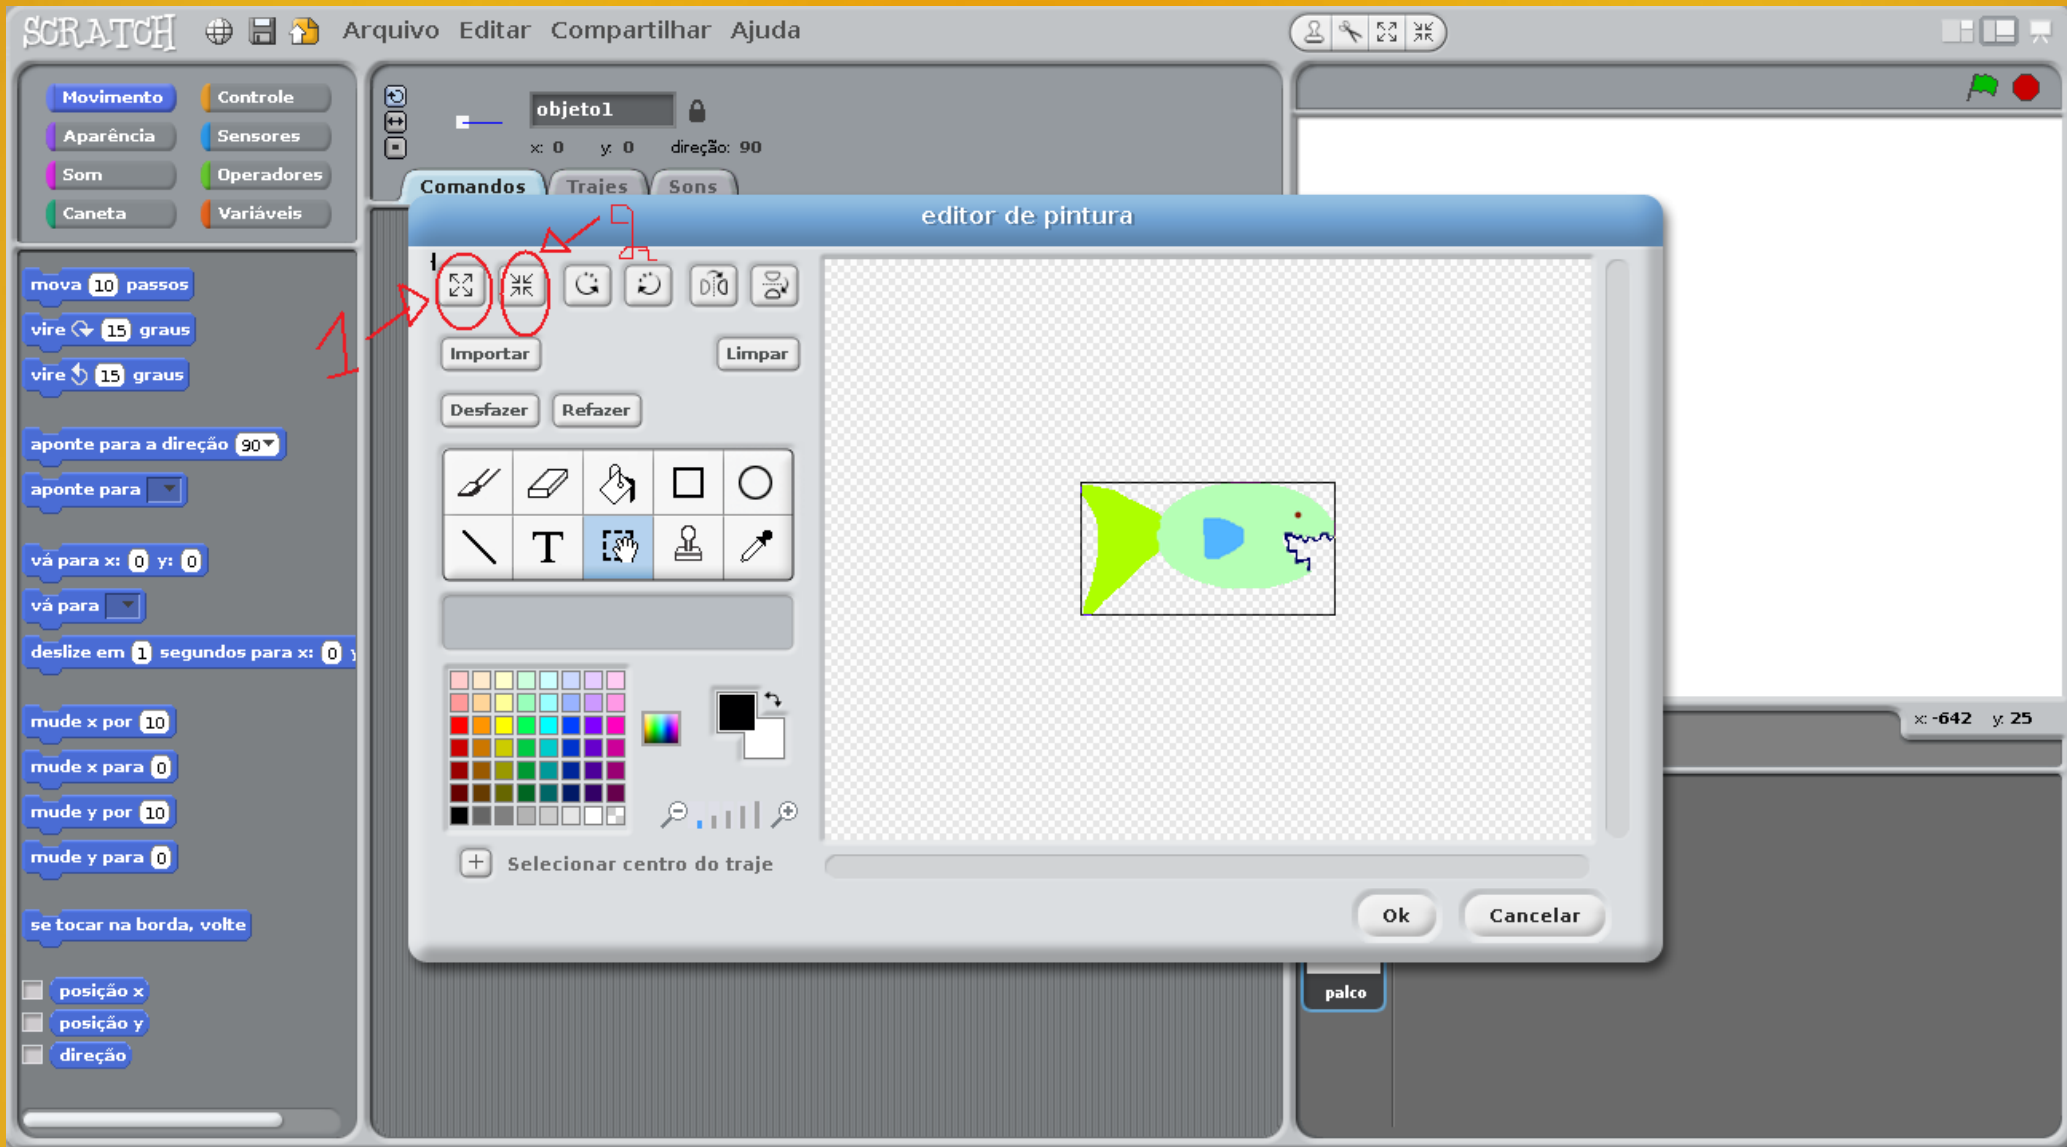 SCRATCH Arquivo Editar Compartilhar Ajuda
Movimento Controle
Aparência Sensores
Som Operadores
Caneta Variáveis
objeto1
x: 0 y: 0 direção: 90
Comandos Trajes Sons
mova 10 passos
vire 15 graus
vire 15 graus
aponte para a direção 90
aponte para
vá para x: 0 y: 0
vá para
deslize em 1 segundos para x: 0
mude x por 10
mude x para 0
mude y por 10
mude y para 0
se tocar na borda, volte
posição x
posição y
direção
editor de pintura
1
2
Importar Limpar
Desfazer Refazer
T
Selecionar centro do traje
Ok Cancelar
x: -642 y: 25
palco